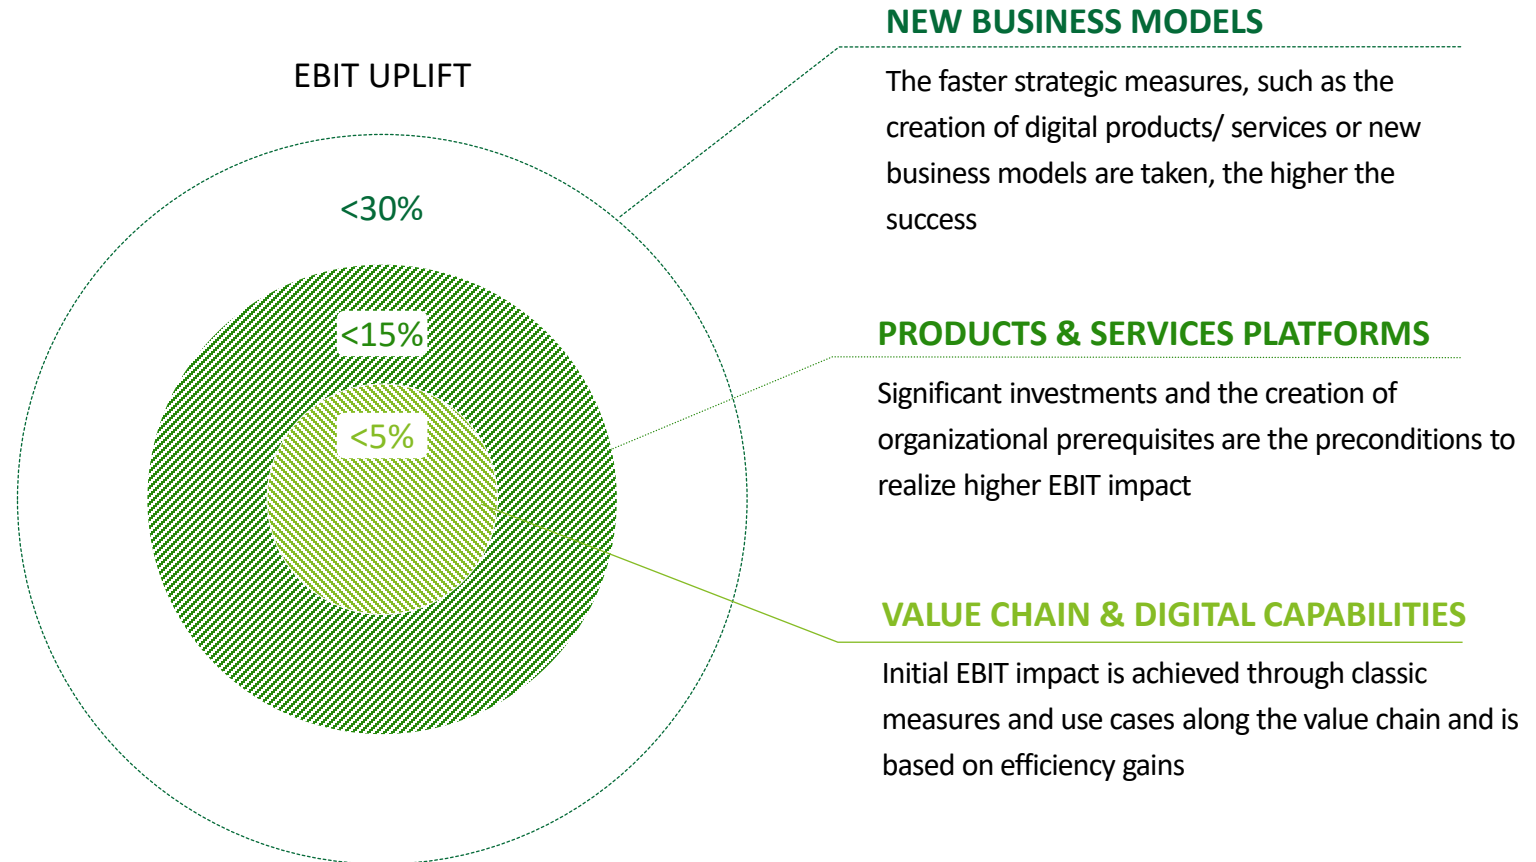 EBIT UPLIFT
<30%
<15%
<5%
NEW BUSINESS MODELS
The faster strategic measures, such as the
creation of digital products/ services or new
business models are taken, the higher the
success
PRODUCTS & SERVICES PLATFORMS
Significant investments and the creation of
organizational prerequisites are the preconditions to
realize higher EBIT impact
VALUE CHAIN & DIGITAL CAPABILITIES
Initial EBIT impact is achieved through classic
measures and use cases along the value chain and is
based on efficiency gains